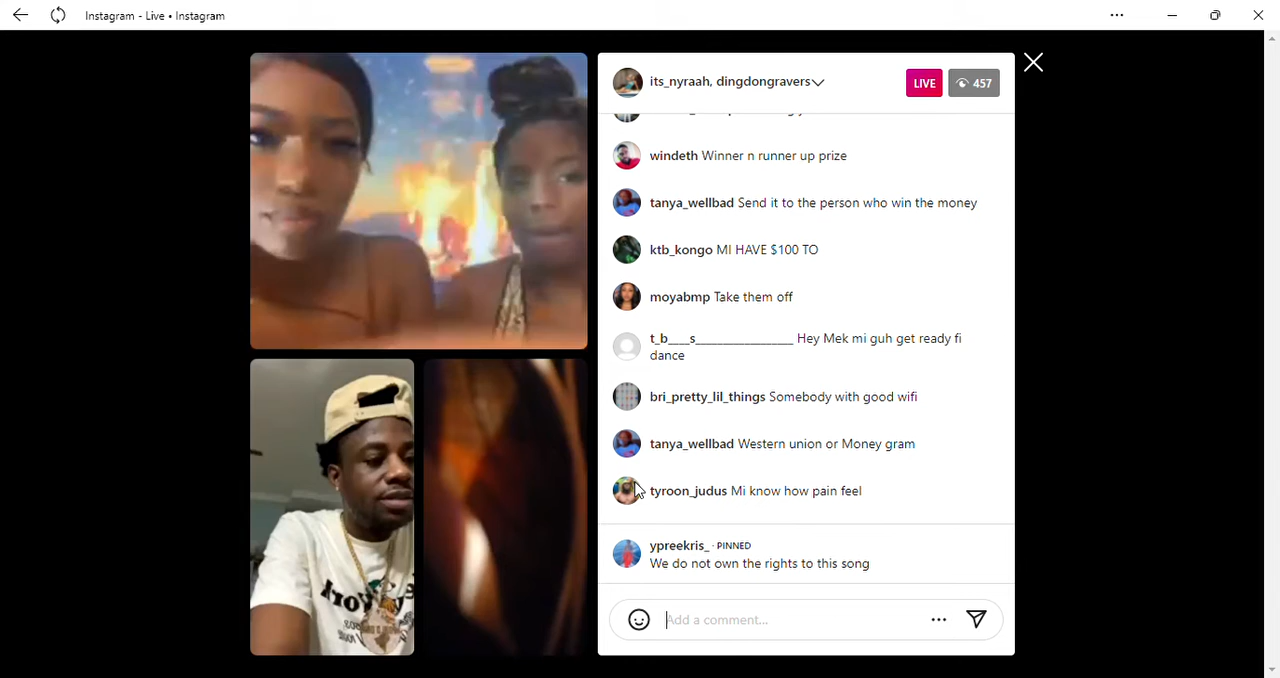 Instagram - Live • Instagram
its_nyraah, dingdongravers
LIVE
457
windeth Winner n runner up prize
tanya_wellbad Send it to the person who win the money
ktb_kongo MI HAVE $100 TO
moyabmp Take them off
t_b____s_________________ Hey Mek mi guh get ready fi
dance
bri_pretty_lil_things Somebody with good wifi
tanya_wellbad Western union or Money gram
tyroon_judus Mi know how pain feel
ypreekris_ · PINNED
We do not own the rights to this song
Add a comment...